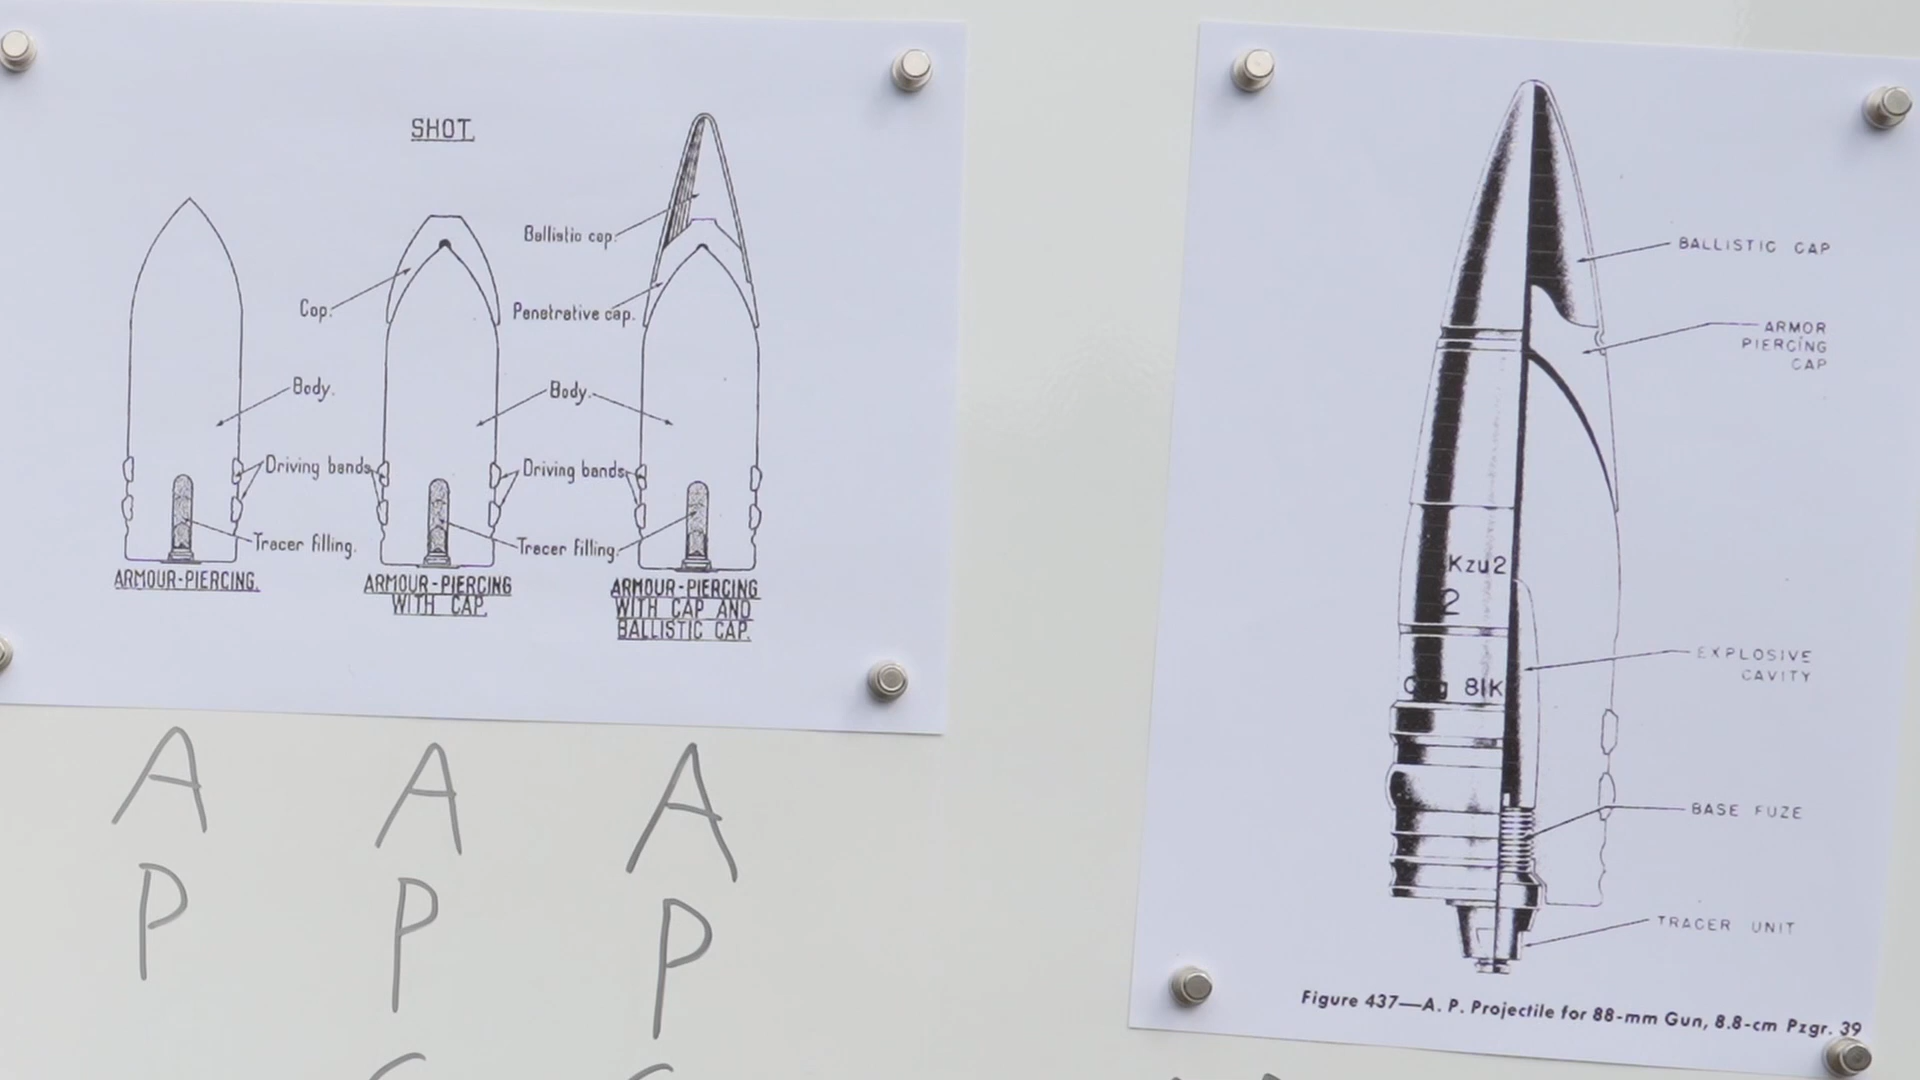 SHOT.
Ballistic cap.
Cap.
Penetrative cap.
Body.
Body.
Driving bands
Driving bands
Tracer filling.
Tracer filling.
ARMOUR-PIERCING.
ARMOUR-PIERCING
WITH CAP.
ARMOUR-PIERCING
WITH CAP AND
BALLISTIC CAP.
A
P
A
P
A
P
BALLISTIC CAP
ARMOR
PIERCING
CAP
Kzu2
2
81K
EXPLOSIVE
CAVITY
BASE FUZE
TRACER UNIT
Figure 437—A. P. Projectile for 88-mm Gun, 8.8-cm Pzgr. 39